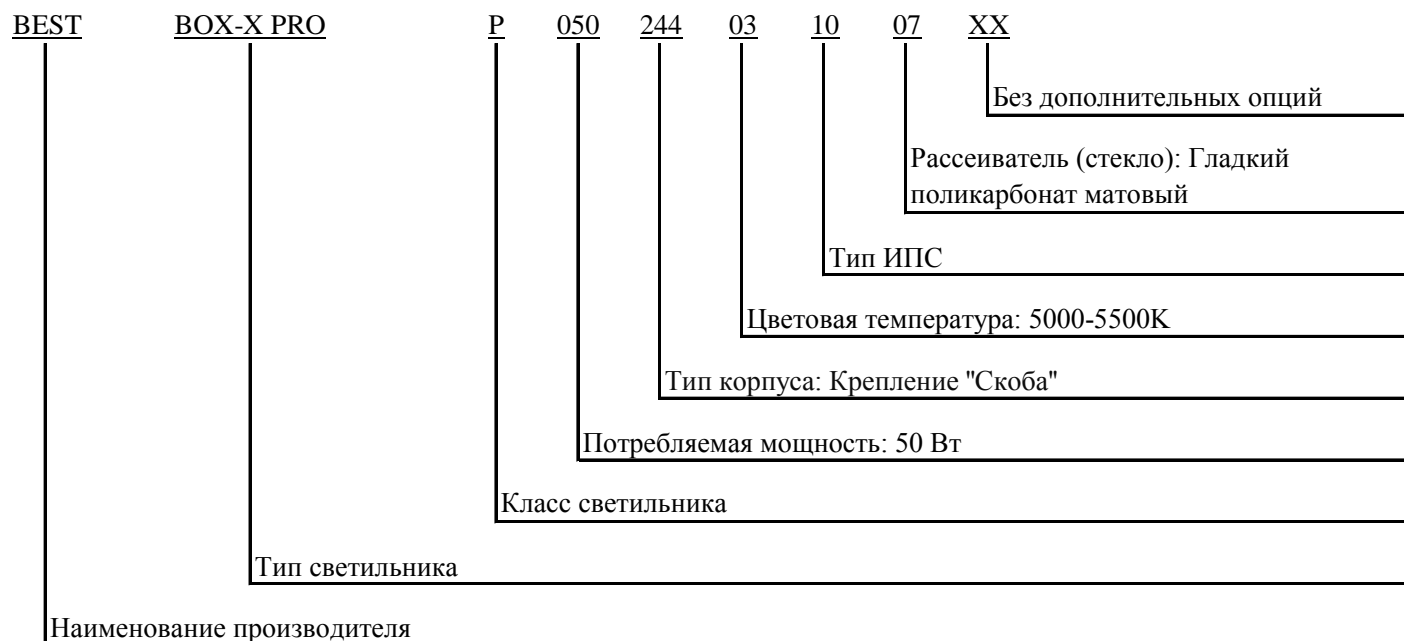 BEST BOX-X PRO P 050 244 03 10 07 XX
Без дополнительных опций
Рассеиватель (стекло): Гладкий
поликарбонат матовый
Тип ИПС
Цветовая температура: 5000-5500K
Тип корпуса: Крепление "Скоба"
Потребляемая мощность: 50 Вт
Класс светильника
Тип светильника
Наименование производителя